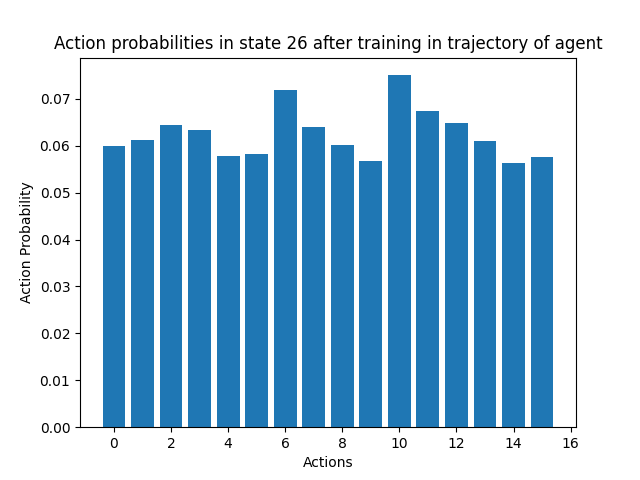 Action probabilities in state 26 after training in trajectory of agent
0.07
0.06
0.05
0.04
0.03
0.02
0.01
0.00
Action Probability
0 2 4 6 8 10 12 14 16
Actions